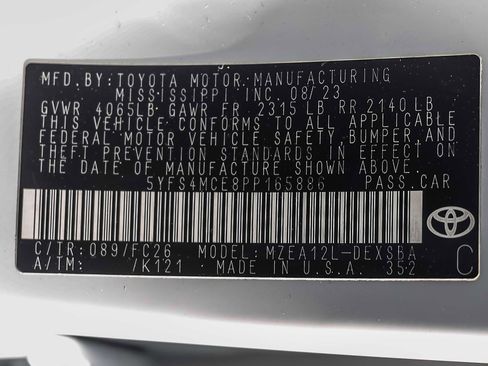 MFD. BY: TOYOTA MOTOR MANUFACTURING
MISSISSIPPI INC. 08/23
GVWR 4065LB GAWR FR 2315 LB RR 2140 LB
THIS VEHICLE CONFORMS TO ALL APPLICABLE
FEDERAL MOTOR VEHICLE SAFETY, BUMPER, AND
THEFT PREVENTION STANDARDS IN EFFECT ON
THE DATE OF MANUFACTURE SHOWN ABOVE.
5YFS4MCE8PP165886 PASS. CAR
C/TR: 089/FC26 MODEL: MZEA12L-DEXSBA
A/TM: /K121 MADE IN U.S.A. 352 C